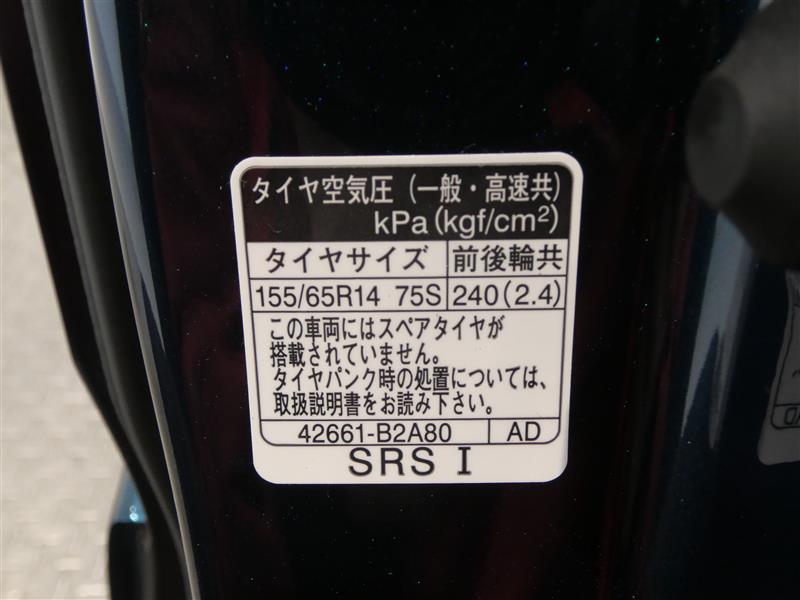 タイヤ空気圧（一般・高速共）
kPa(kgf/cm²)
タイヤサイズ 前後輪共
155/65R14 75S 240(2.4)
この車両にはスペアタイヤが
搭載されていません。
タイヤパンク時の処置については、
取扱説明書をお読み下さい。
42661-B2A80 AD
SRS I